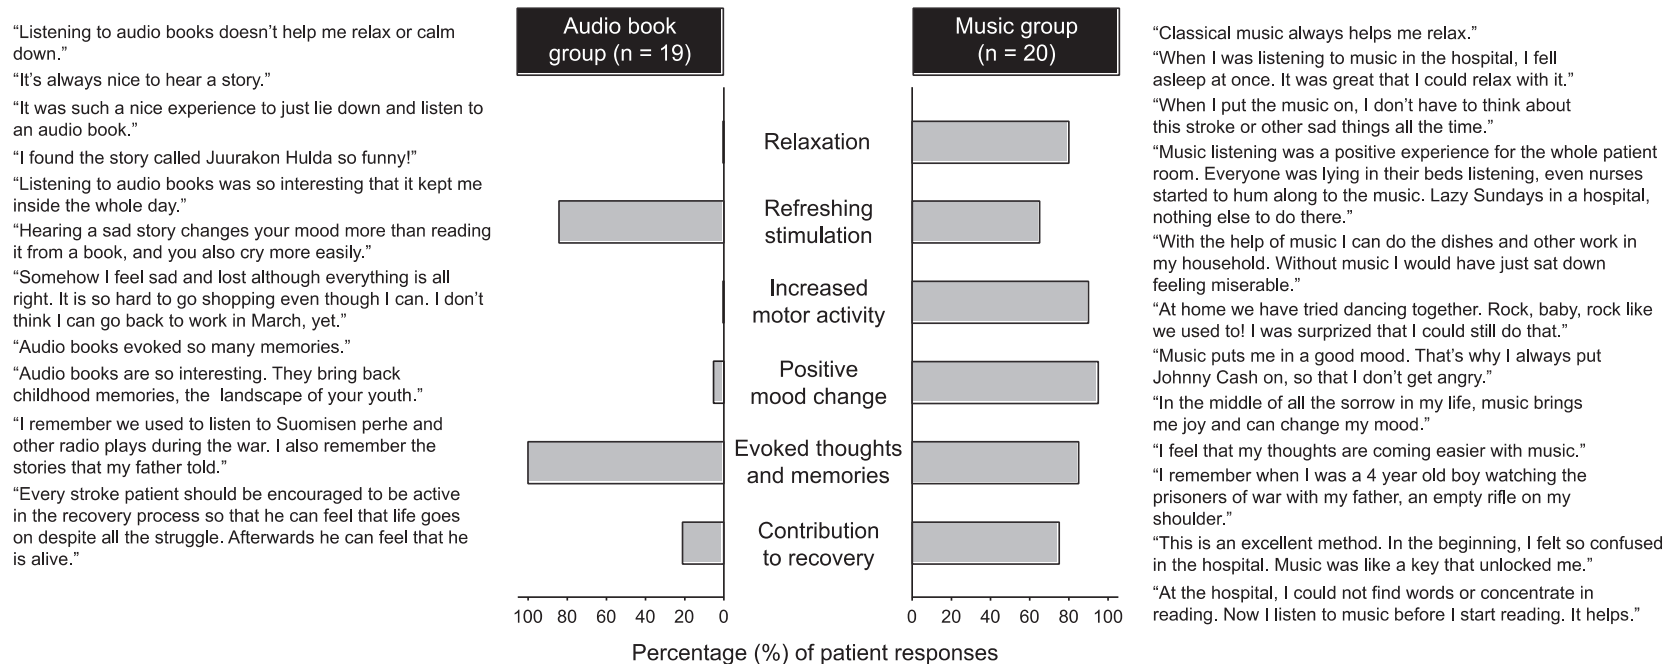 “Listening to audio books doesn’t help me relax or calm
down.”
“It’s always nice to hear a story.”
“It was such a nice experience to just lie down and listen to
an audio book.”
“I found the story called Juurakon Hulda so funny!”
“Listening to audio books was so interesting that it kept me
inside the whole day.”
“Hearing a sad story changes your mood more than reading
it from a book, and you also cry more easily.”
“Somehow I feel sad and lost although everything is all
right. It is so hard to go shopping even though I can. I don’t
think I can go back to work in March, yet.”
“Audio books evoked so many memories.”
“Audio books are so interesting. They bring back
childhood memories, the landscape of your youth.”
“I remember we used to listen to Suomisen perhe and
other radio plays during the war. I also remember the
stories that my father told.”
“Every stroke patient should be encouraged to be active
in the recovery process so that he can feel that life goes
on despite all the struggle. Afterwards he can feel that he
is alive.”
Audio book
group (n = 19)
Music group
(n = 20)
Relaxation
Refreshing
stimulation
Increased
motor activity
Positive
mood change
Evoked thoughts
and memories
Contribution
to recovery
100 80 60 40 20 0
0 20 40 60 80 100
Percentage (%) of patient responses
“Classical music always helps me relax.”
“When I was listening to music in the hospital, I fell
asleep at once. It was great that I could relax with it.”
“When I put the music on, I don’t have to think about
this stroke or other sad things all the time.”
“Music listening was a positive experience for the whole patient
room. Everyone was lying in their beds listening, even nurses
started to hum along to the music. Lazy Sundays in a hospital,
nothing else to do there.”
“With the help of music I can do the dishes and other work in
my household. Without music I would have just sat down
feeling miserable.”
“At home we have tried dancing together. Rock, baby, rock like
we used to! I was surprized that I could still do that.”
“Music puts me in a good mood. That’s why I always put
Johnny Cash on, so that I don’t get angry.”
“In the middle of all the sorrow in my life, music brings
me joy and can change my mood.”
“I feel that my thoughts are coming easier with music.”
“I remember when I was a 4 year old boy watching the
prisoners of war with my father, an empty rifle on my
shoulder.”
“This is an excellent method. In the beginning, I felt so confused
in the hospital. Music was like a key that unlocked me.”
“At the hospital, I could not find words or concentrate in
reading. Now I listen to music before I start reading. It helps.”